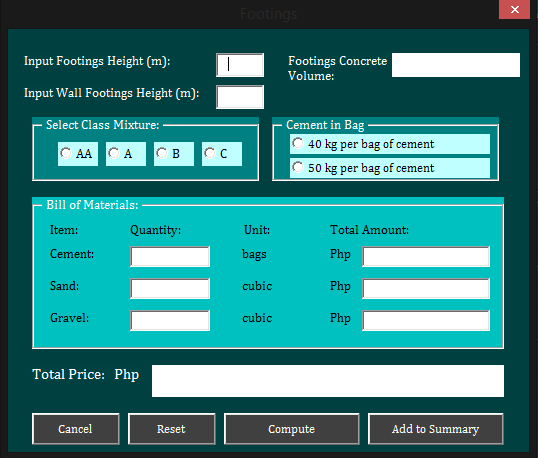 Footings
Input Footings Height (m):
Footings Concrete
Volume:
Input Wall Footings Height (m):
Select Class Mixture:
AA A B C
Cement in Bag
40 kg per bag of cement
50 kg per bag of cement
Bill of Materials:
Item: Quantity: Unit: Total Amount:
Cement: bags Php
Sand: cubic Php
Gravel: cubic Php
Total Price: Php
Cancel Reset Compute Add to Summary